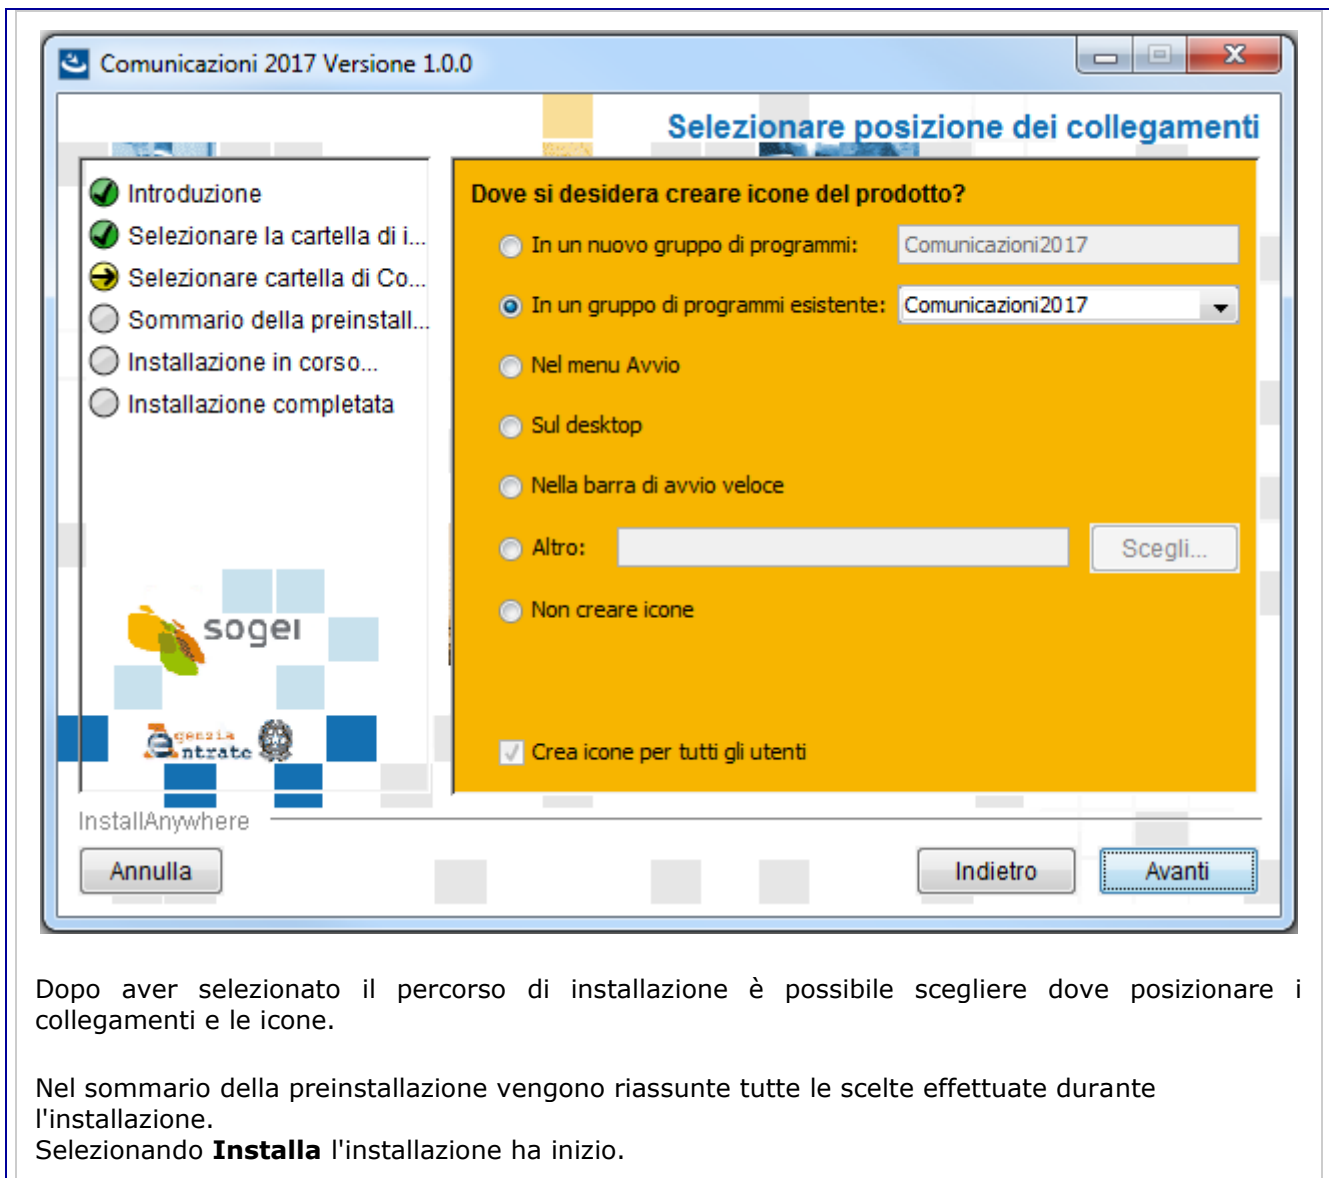 Comunicazioni 2017 Versione 1.0.0
Selezionare posizione dei collegamenti
Introduzione
Selezionare la cartella di i...
Selezionare cartella di Co...
Sommario della preinstall...
Installazione in corso...
Installazione completata
sogei
Agenzia
Entrate
Dove si desidera creare icone del prodotto?
In un nuovo gruppo di programmi: Comunicazioni2017
In un gruppo di programmi esistente: Comunicazioni2017
Nel menu Avvio
Sul desktop
Nella barra di avvio veloce
Altro: Scegli...
Non creare icone
Crea icone per tutti gli utenti
InstallAnywhere
Annulla Indietro Avanti
Dopo aver selezionato il percorso di installazione è possibile scegliere dove posizionare i
collegamenti e le icone.
Nel sommario della preinstallazione vengono riassunte tutte le scelte effettuate durante
l'installazione.
Selezionando Installa l'installazione ha inizio.